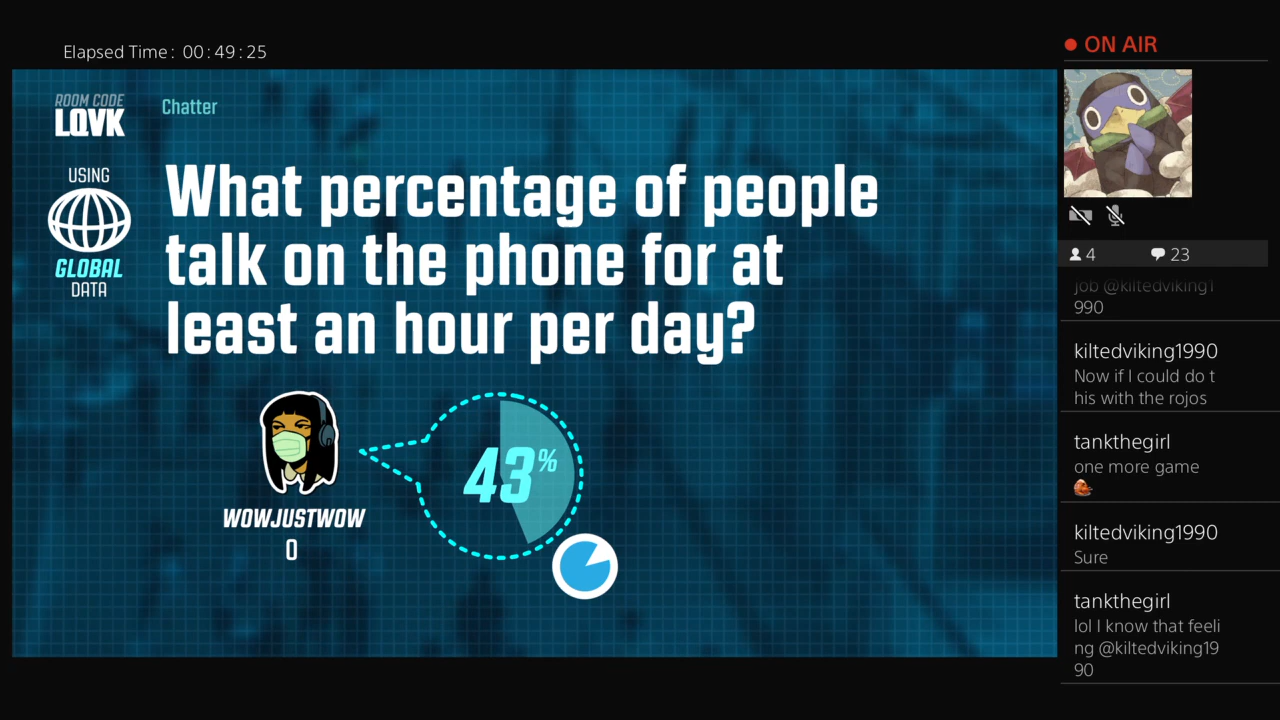 Elapsed Time: 00:49:25
ON AIR
ROOM CODE
LQVK
Chatter
USING
GLOBAL
DATA
What percentage of people
talk on the phone for at
least an hour per day?
43%
WOWJUSTWOW
0
4 23
job @kiltedviking1
990
kiltedviking1990
Now if I could do t
his with the rojos
tankthegirl
one more game
kiltedviking1990
Sure
tankthegirl
lol I know that feeli
ng @kiltedviking19
90